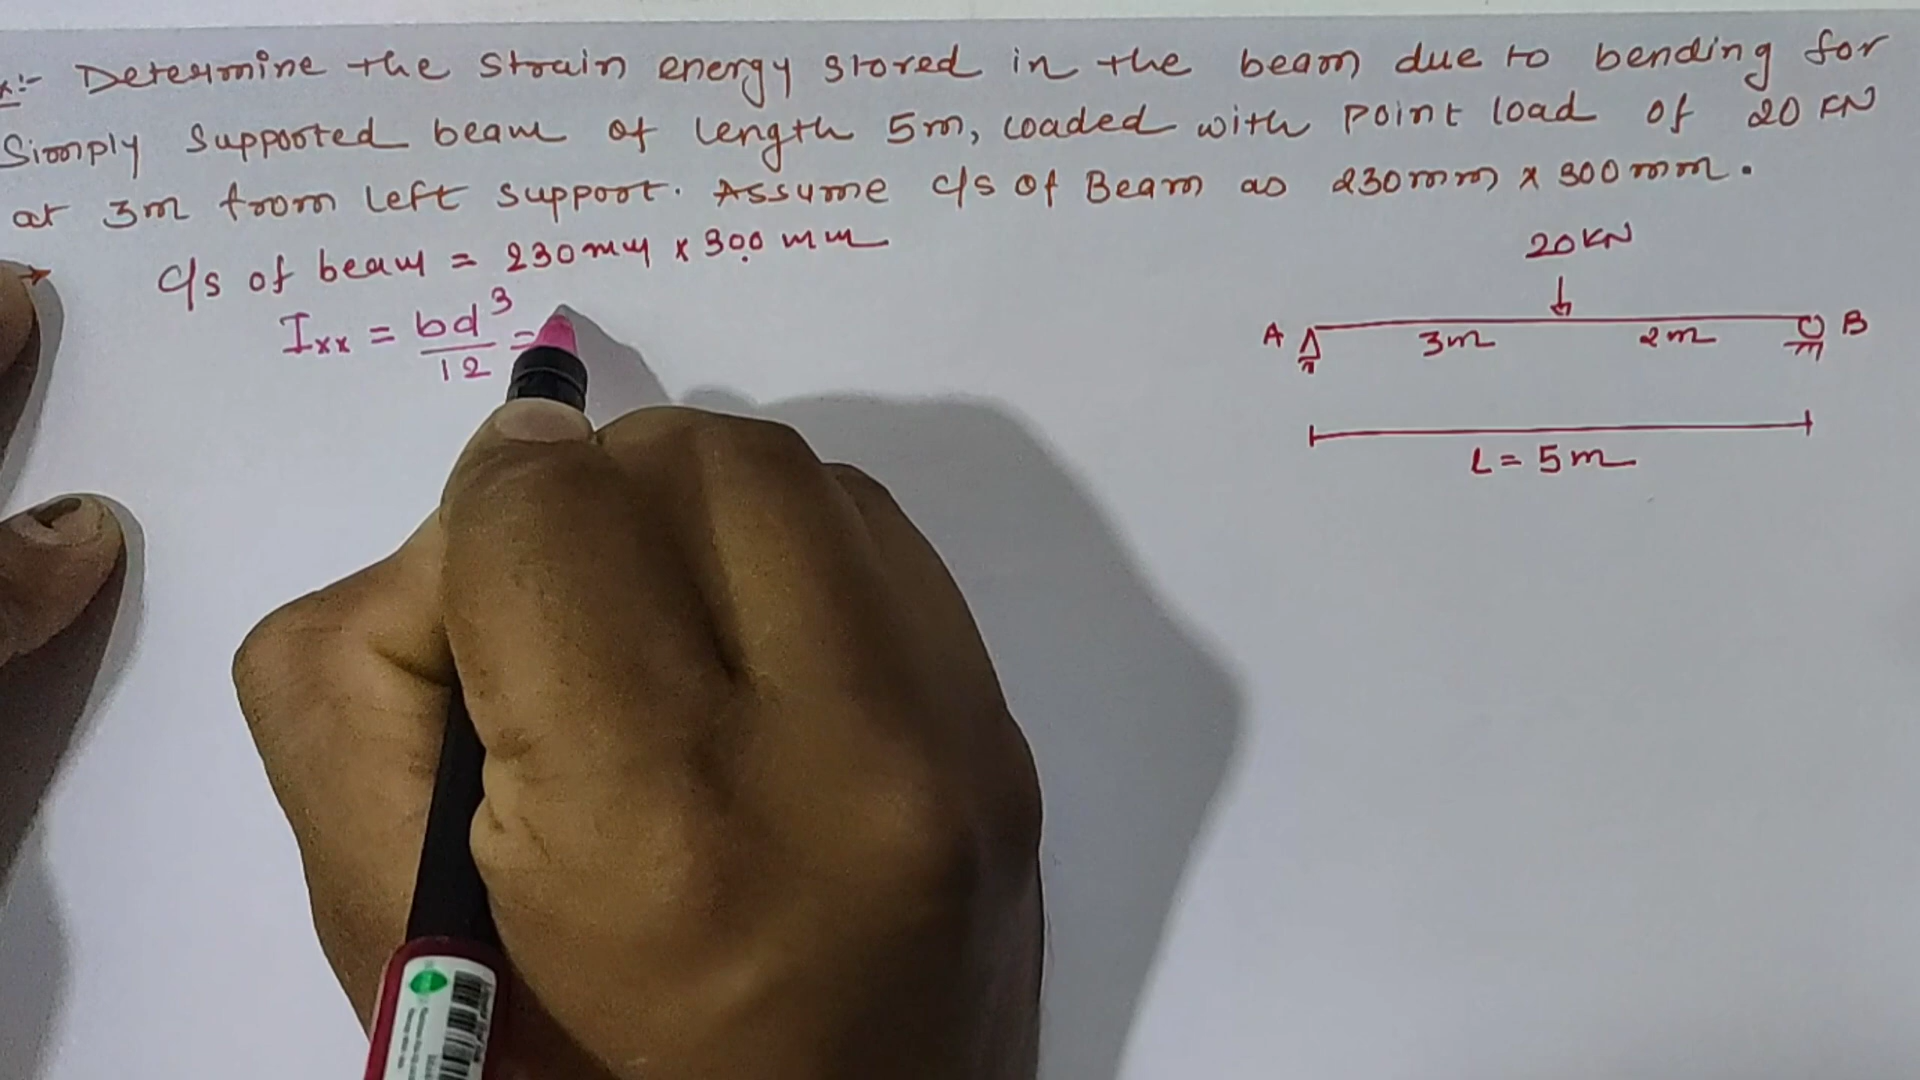 x:- Determine the strain energy stored in the beam due to bending for
Simply supported beam of length 5m, loaded with point load of 20 KN
at 3m from left support. Assume c/s of Beam as 230mm x 300mm.
c/s of beam = 230mm x 300 mm
Ixx = bd³/12 =
20KN
A 3m 2m B
L = 5m